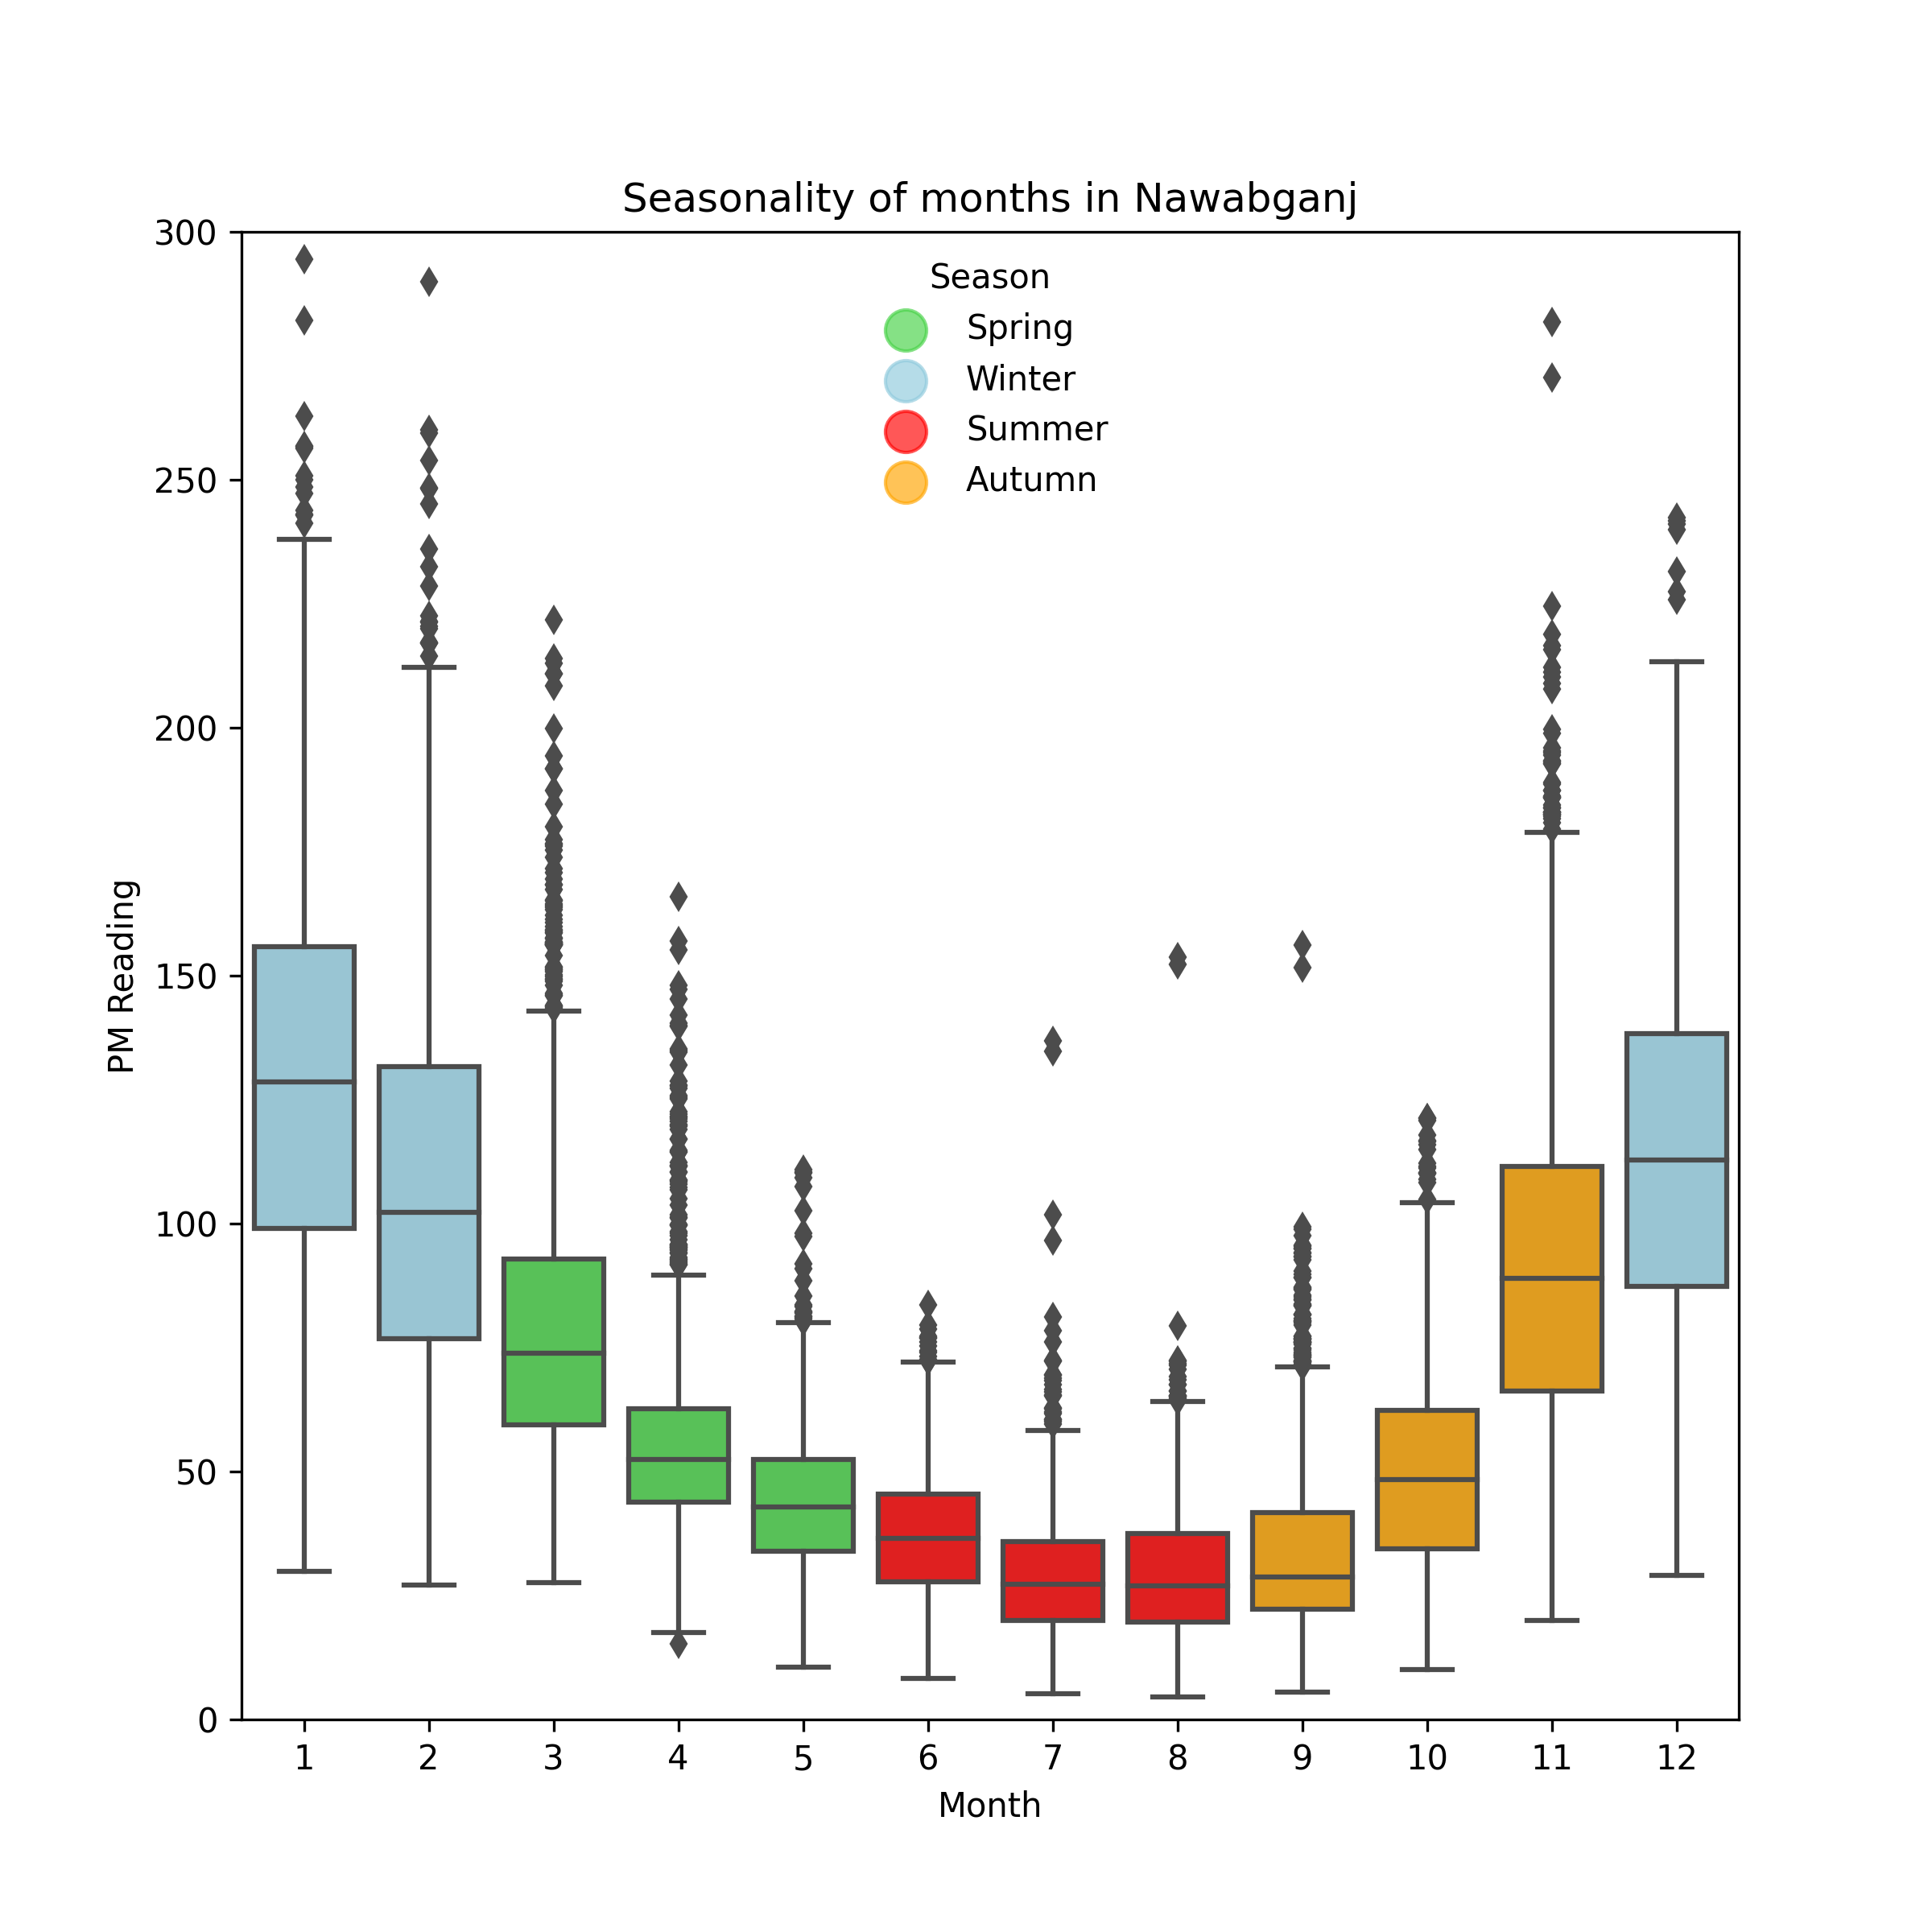 Seasonality of months in Nawabganj
300
250
200
150
100
50
0
PM Reading
Season
Spring
Winter
Summer
Autumn
1 2 3 4 5 6 7 8 9 10 11 12
Month